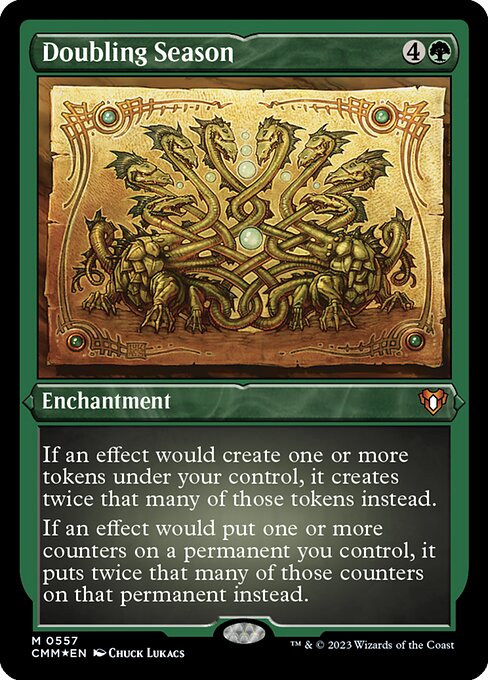 Doubling Season 4
Enchantment
If an effect would create one or more
tokens under your control, it creates
twice that many of those tokens instead.
If an effect would put one or more
counters on a permanent you control, it
puts twice that many of those counters
on that permanent instead.
M 0557
CMM★EN Chuck Lukacs
™ & © 2023 Wizards of the Coast